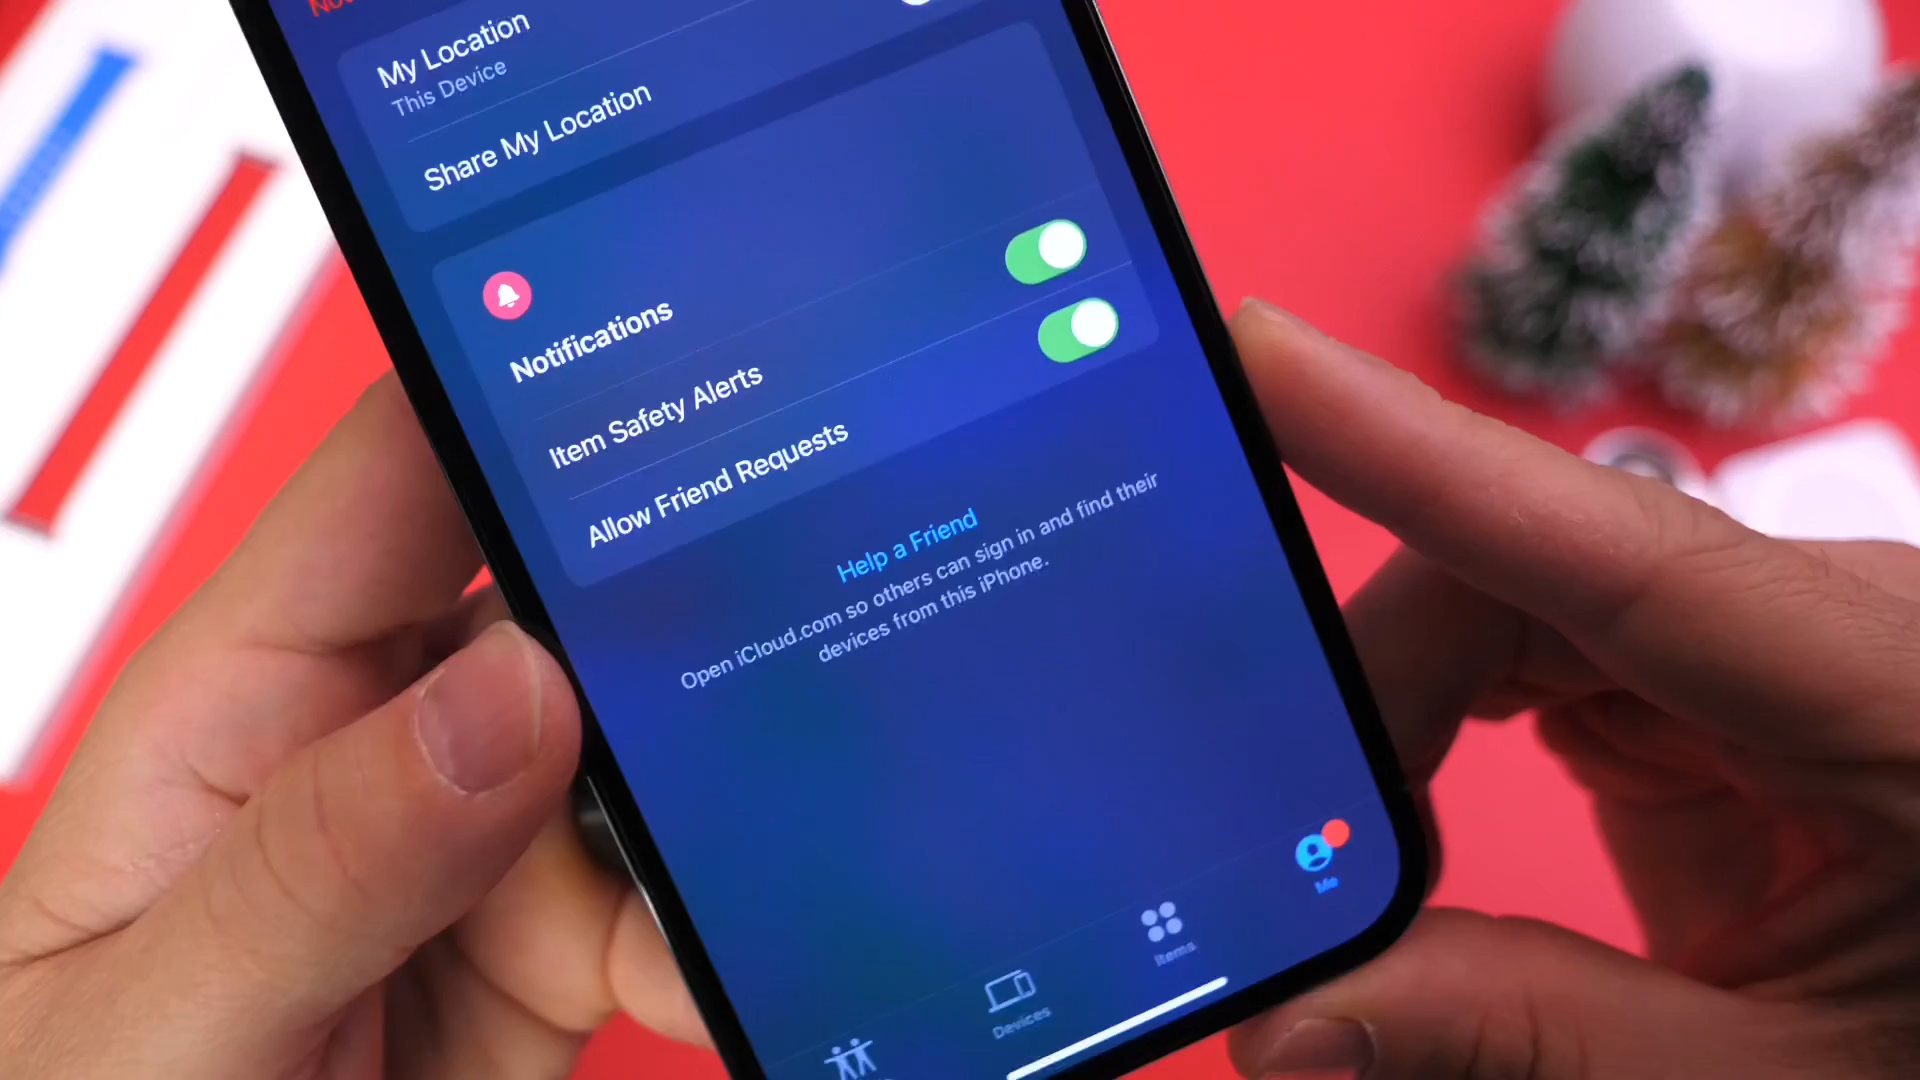 My Location
This Device
Share My Location
Notifications
Item Safety Alerts
Allow Friend Requests
Help a Friend
Open iCloud.com so others can sign in and find their
devices from this iPhone.
Me
Items
Devices